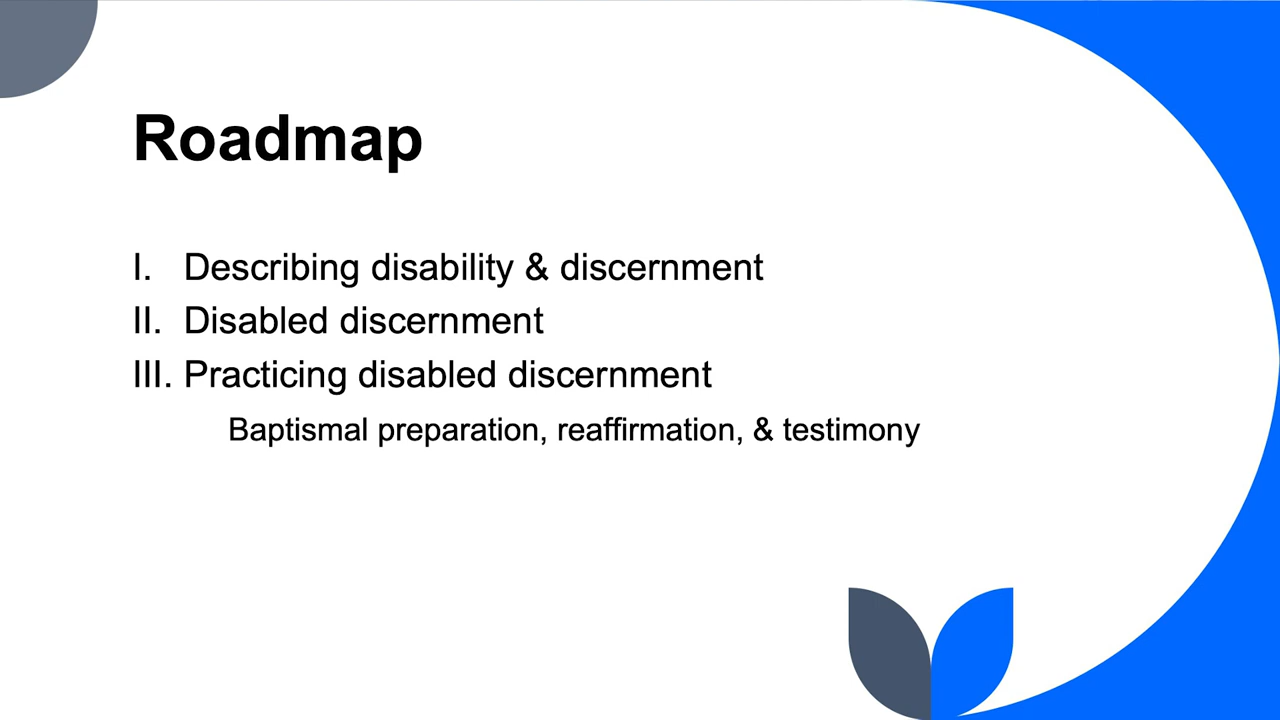 Roadmap
I. Describing disability & discernment
II. Disabled discernment
III. Practicing disabled discernment
Baptismal preparation, reaffirmation, & testimony